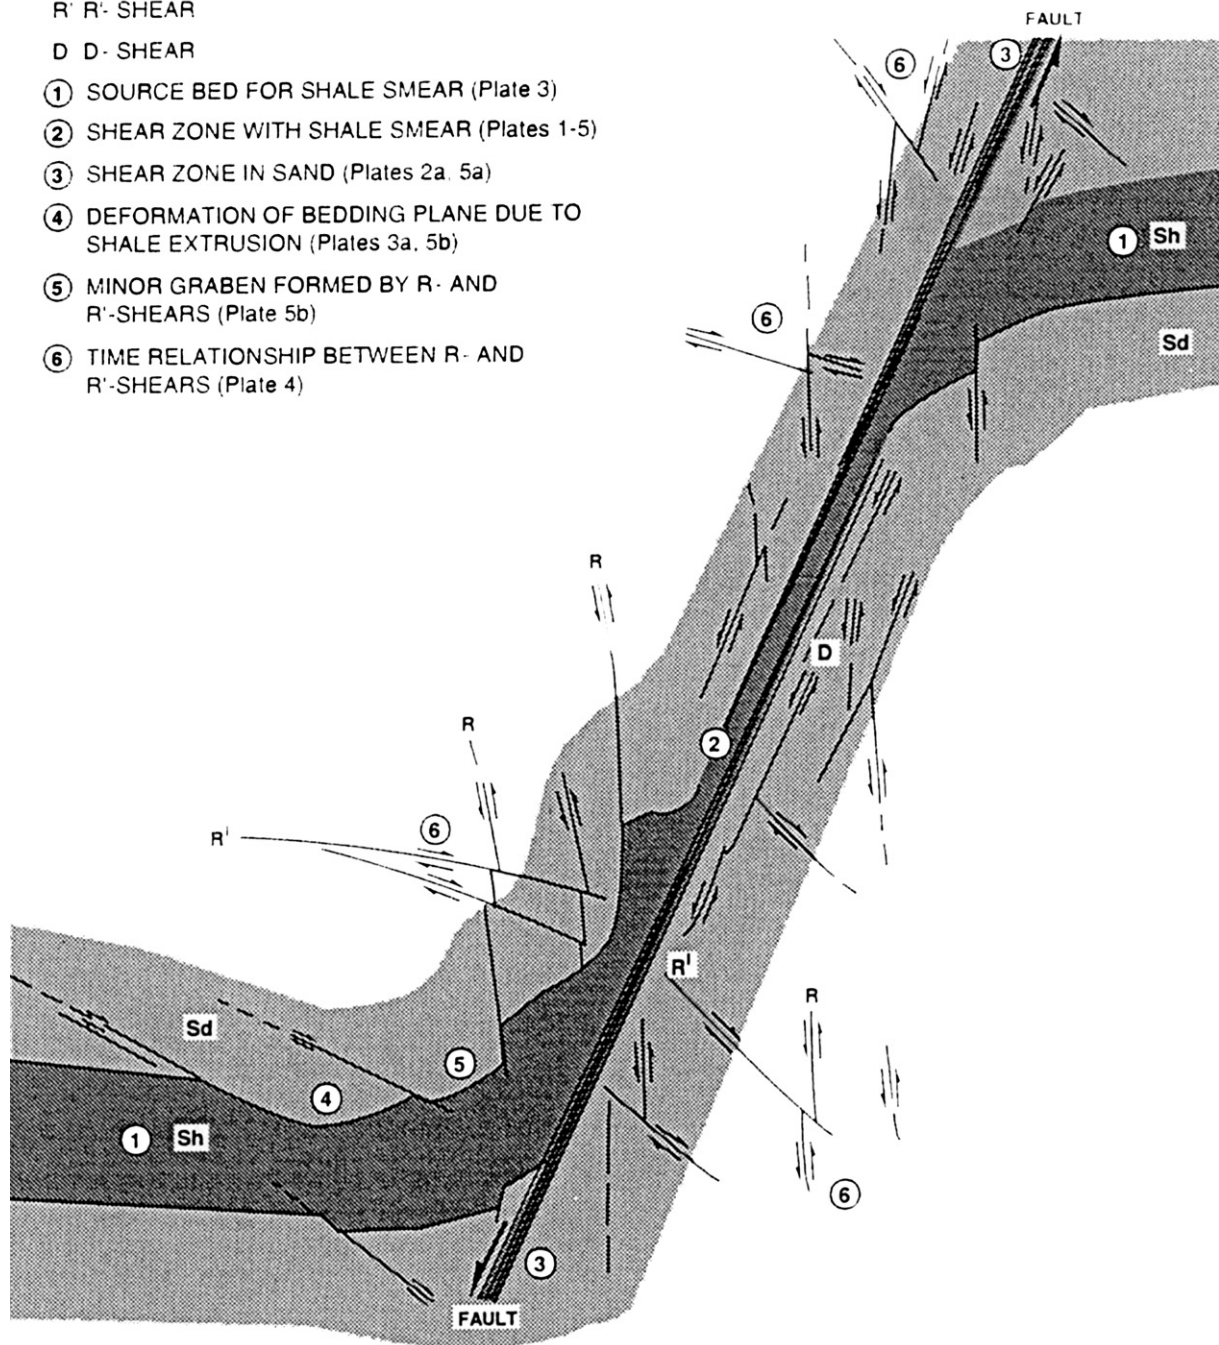 R' R'- SHEAR
D D- SHEAR
1 SOURCE BED FOR SHALE SMEAR (Plate 3)
2 SHEAR ZONE WITH SHALE SMEAR (Plates 1-5)
3 SHEAR ZONE IN SAND (Plates 2a, 5a)
4 DEFORMATION OF BEDDING PLANE DUE TO
SHALE EXTRUSION (Plates 3a, 5b)
5 MINOR GRABEN FORMED BY R- AND
R'-SHEARS (Plate 5b)
6 TIME RELATIONSHIP BETWEEN R- AND
R'-SHEARS (Plate 4)
FAULT
3
6
1 Sh
6
Sd
R
D
R
2
R'
6
R'
R
Sd
5
4
1 Sh
6
3
FAULT